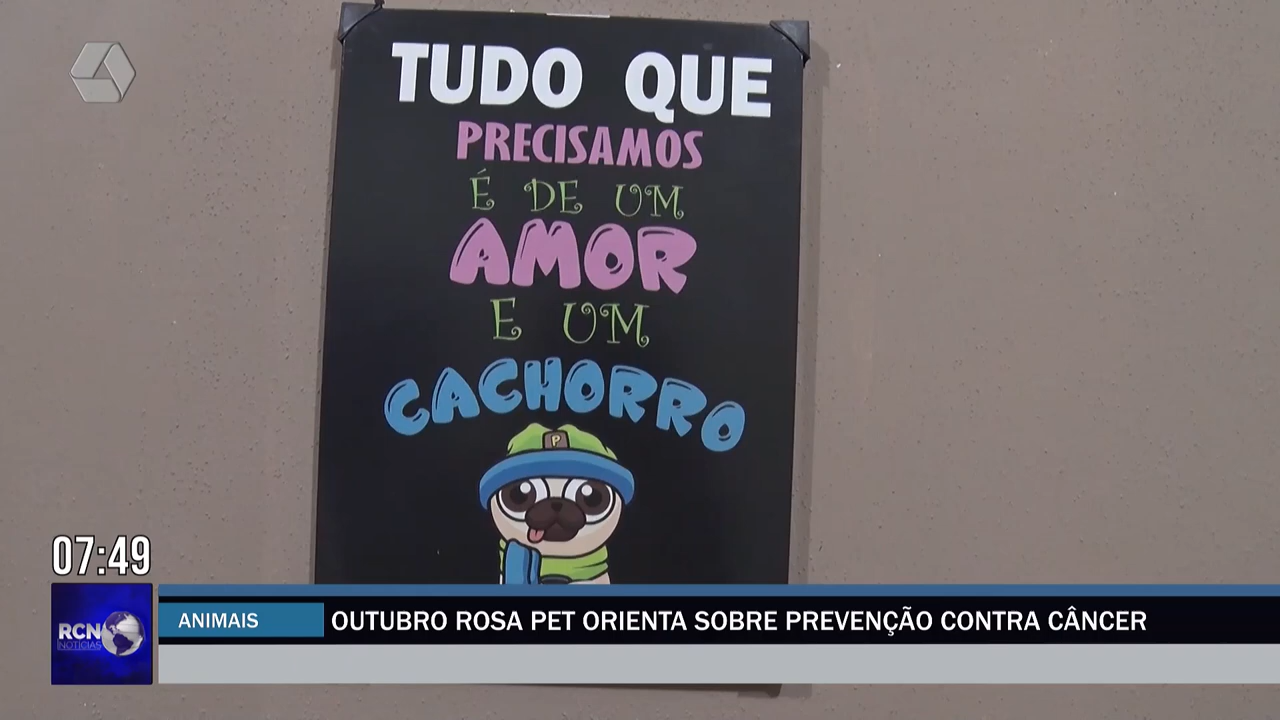 TUDO QUE
PRECISAMOS
É DE UM
AMOR
E UM
CACHORRO
P
07:49
RCN
NOTÍCIAS
ANIMAIS
OUTUBRO ROSA PET ORIENTA SOBRE PREVENÇÃO CONTRA CÂNCER